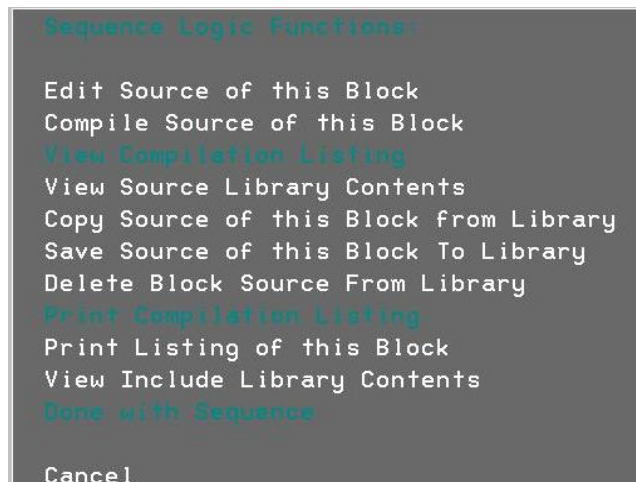 Sequence Logic Functions:
Edit Source of this Block
Compile Source of this Block
View Compilation Listing
View Source Library Contents
Copy Source of this Block from Library
Save Source of this Block To Library
Delete Block Source From Library
Print Compilation Listing
Print Listing of this Block
View Include Library Contents
Done with Sequence
Cancel